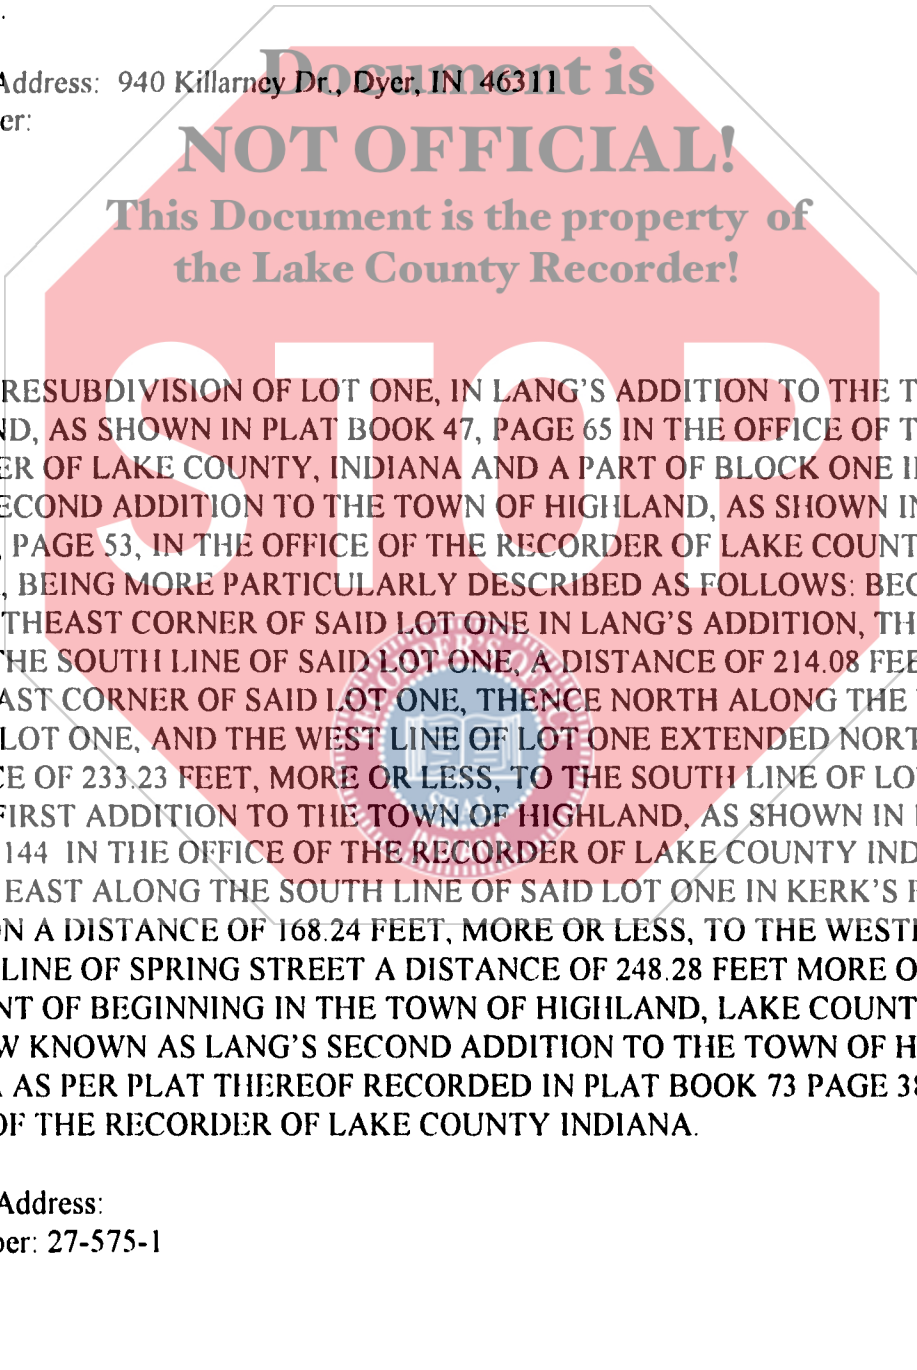 Document is
Address: 940 Killarney Dr., Dyer, IN 46311
er:
NOT OFFICIAL!
This Document is the property of
the Lake County Recorder!
STOP
RESUBDIVISION OF LOT ONE, IN LANG'S ADDITION TO THE T
ND, AS SHOWN IN PLAT BOOK 47, PAGE 65 IN THE OFFICE OF T
ER OF LAKE COUNTY, INDIANA AND A PART OF BLOCK ONE I
ECOND ADDITION TO THE TOWN OF HIGHLAND, AS SHOWN IN
, PAGE 53, IN THE OFFICE OF THE RECORDER OF LAKE COUNT
, BEING MORE PARTICULARLY DESCRIBED AS FOLLOWS: BEG
THEAST CORNER OF SAID LOT ONE IN LANG'S ADDITION, TH
THE SOUTH LINE OF SAID LOT ONE, A DISTANCE OF 214.08 FEE
AST CORNER OF SAID LOT ONE, THENCE NORTH ALONG THE
LOT ONE, AND THE WEST LINE OF LOT ONE EXTENDED NORT
CE OF 233.23 FEET, MORE OR LESS, TO THE SOUTH LINE OF LO
FIRST ADDITION TO THE TOWN OF HIGHLAND, AS SHOWN IN
144 IN THE OFFICE OF THE RECORDER OF LAKE COUNTY IND
EAST ALONG THE SOUTH LINE OF SAID LOT ONE IN KERK'S F
N A DISTANCE OF 168.24 FEET, MORE OR LESS, TO THE WESTE
LINE OF SPRING STREET A DISTANCE OF 248.28 FEET MORE O
NT OF BEGINNING IN THE TOWN OF HIGHLAND, LAKE COUNT
W KNOWN AS LANG'S SECOND ADDITION TO THE TOWN OF H
A AS PER PLAT THEREOF RECORDED IN PLAT BOOK 73 PAGE 38
OF THE RECORDER OF LAKE COUNTY INDIANA.
Address:
ber: 27-575-1